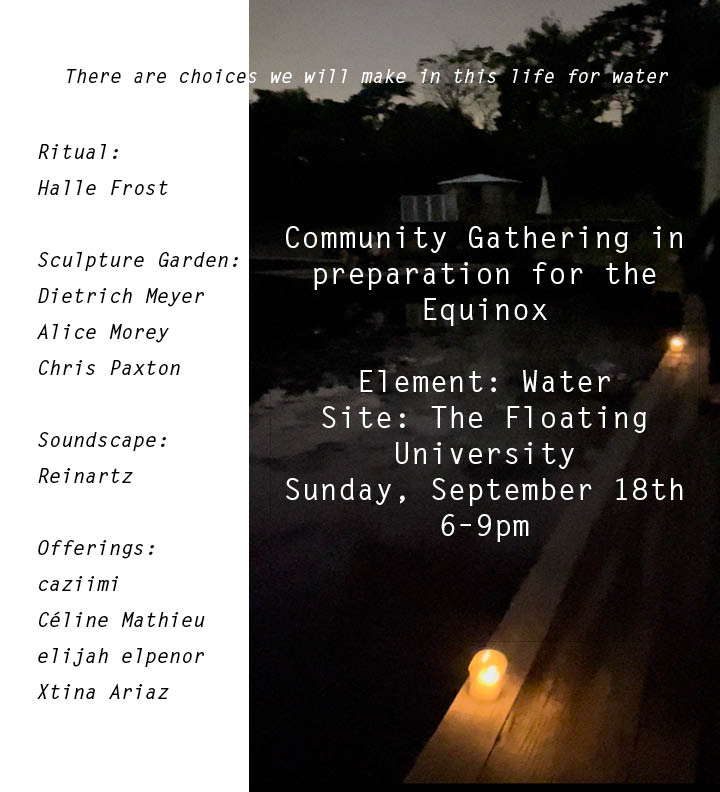 There are choices we will make in this life for water
Ritual:
Halle Frost
Sculpture Garden:
Dietrich Meyer
Alice Morey
Chris Paxton
Soundscape:
Reinartz
Offerings:
caziimi
Céline Mathieu
elijah elpenor
Xtina Ariaz
Community Gathering in
preparation for the
Equinox
Element: Water
Site: The Floating
University
Sunday, September 18th
6-9pm